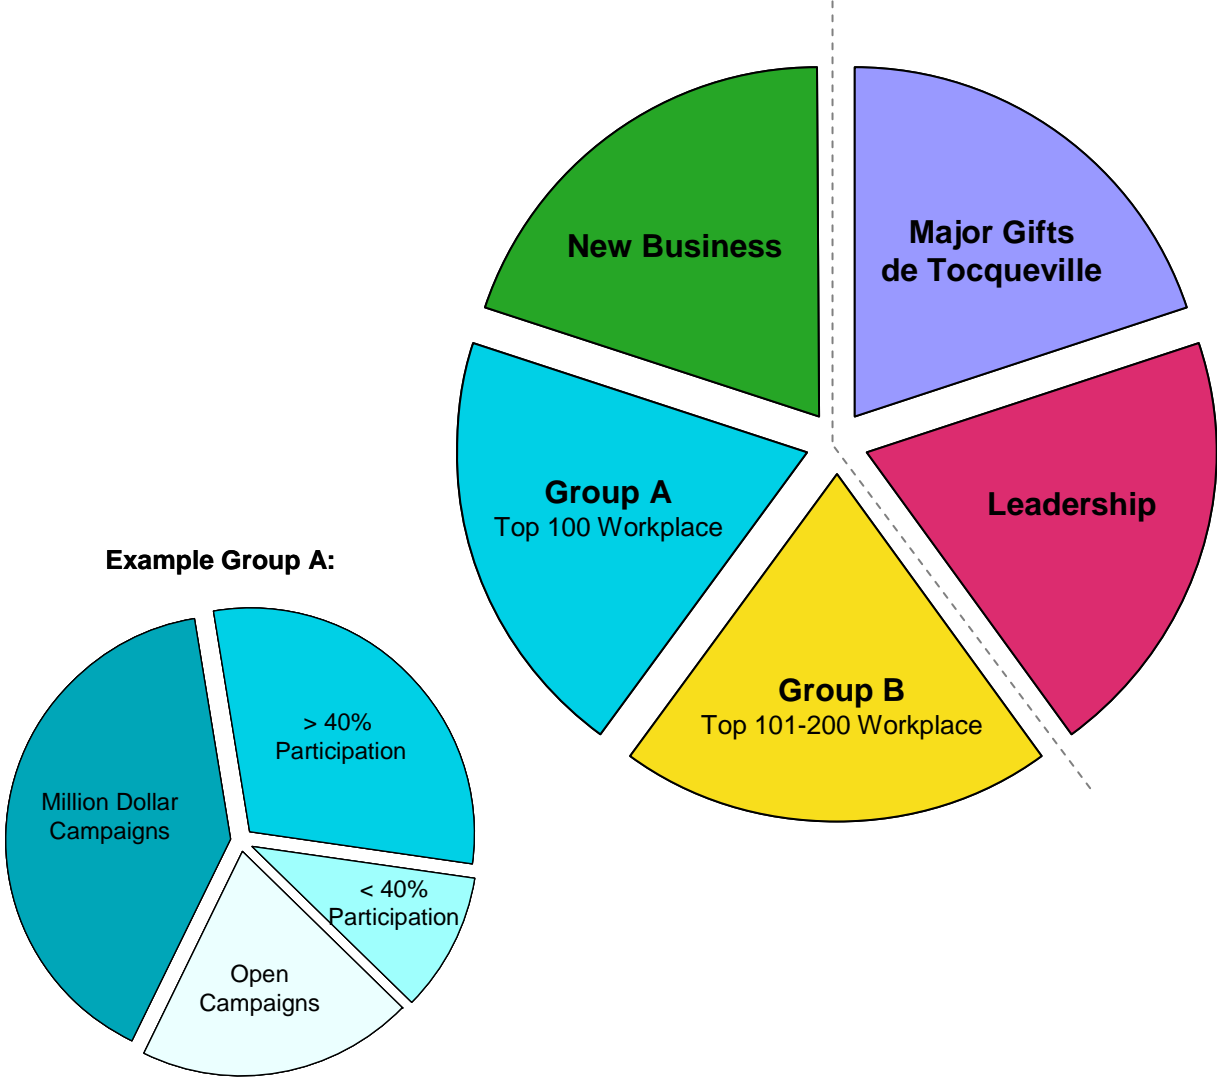 New Business
Major Gifts
de Tocqueville
Group A
Top 100 Workplace
Leadership
Group B
Top 101-200 Workplace
Example Group A:
> 40%
Participation
Million Dollar
Campaigns
< 40%
Participation
Open
Campaigns